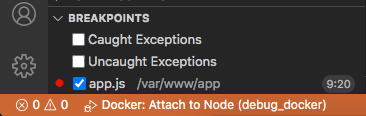 BREAKPOINTS
Caught Exceptions
Uncaught Exceptions
app.js /var/www/app 9:20
0 0 Docker: Attach to Node (debug_docker)